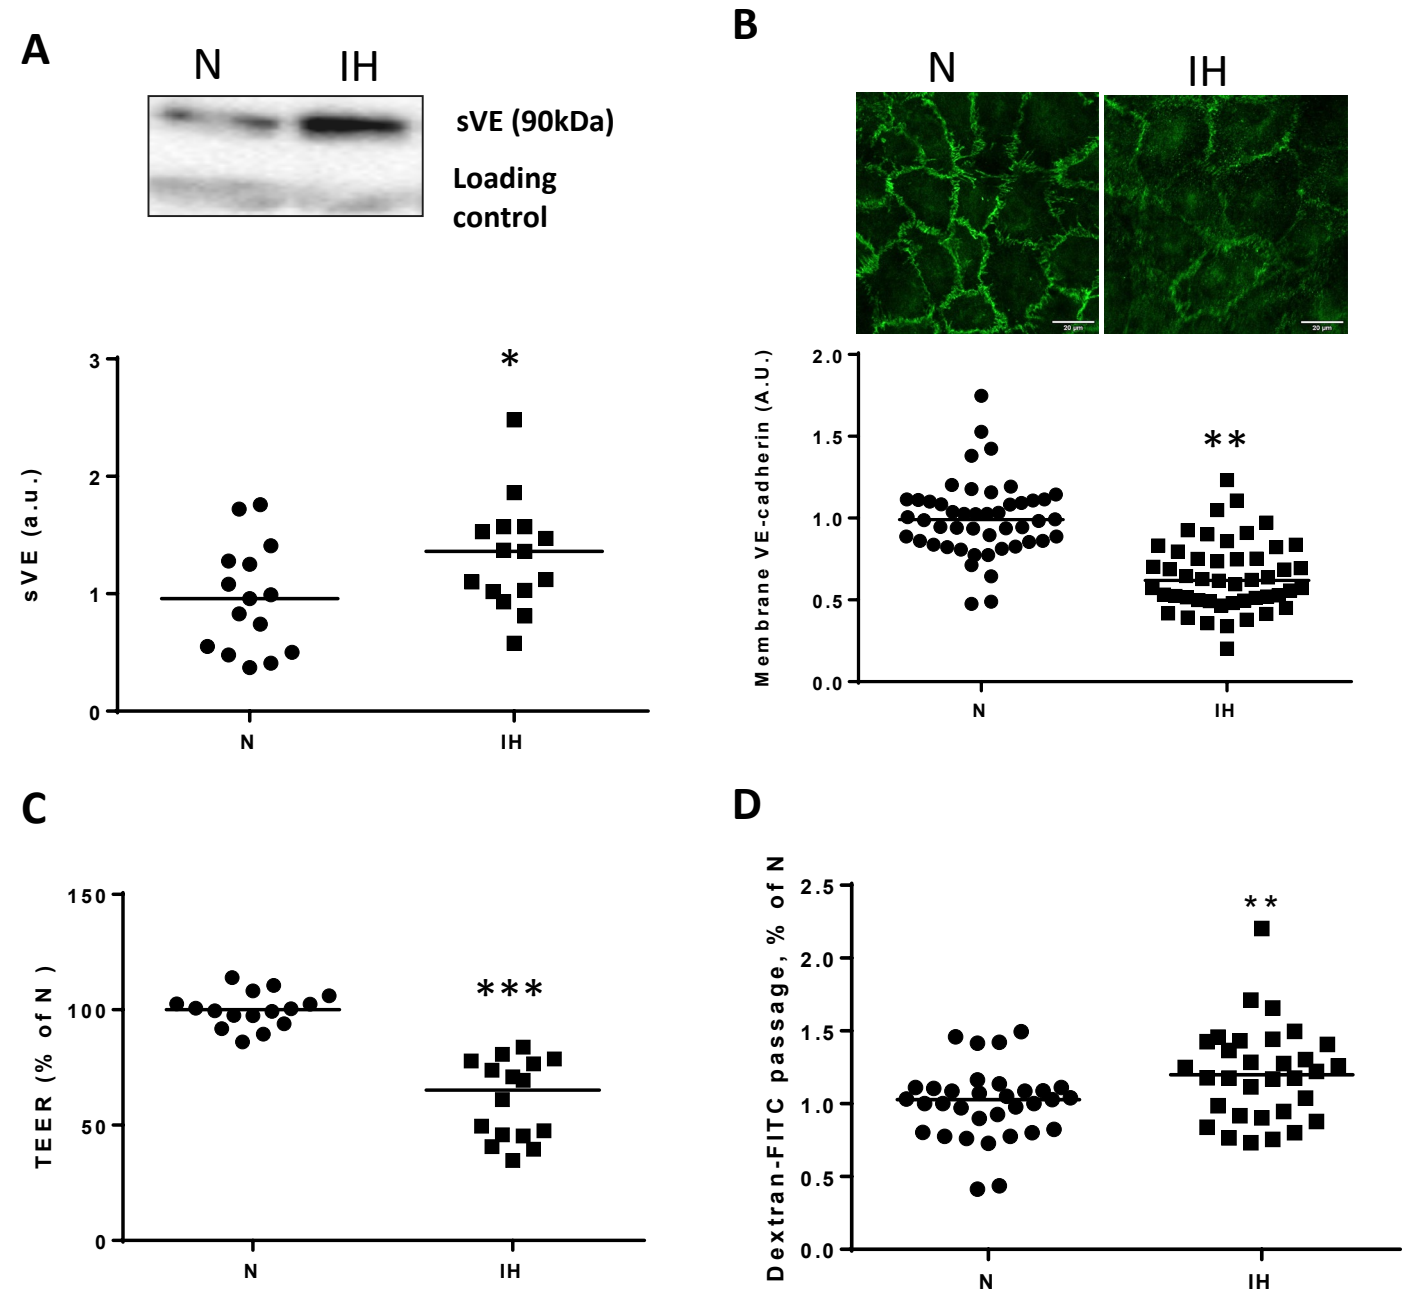 A
N IH
sVE (90kDa)
Loading
control
3
2
1
0
sVE (a.u.)
*
N IH
B
N IH
20 µm 20 µm
Membrane VE-cadherin (A.U.)
2.0
1.5
1.0
0.5
0.0
**
N IH
C
TEER (% of N )
150
100
50
0
***
N IH
D
Dextran-FITC passage, % of N
2.5
2.0
1.5
1.0
0.5
0.0
**
N IH